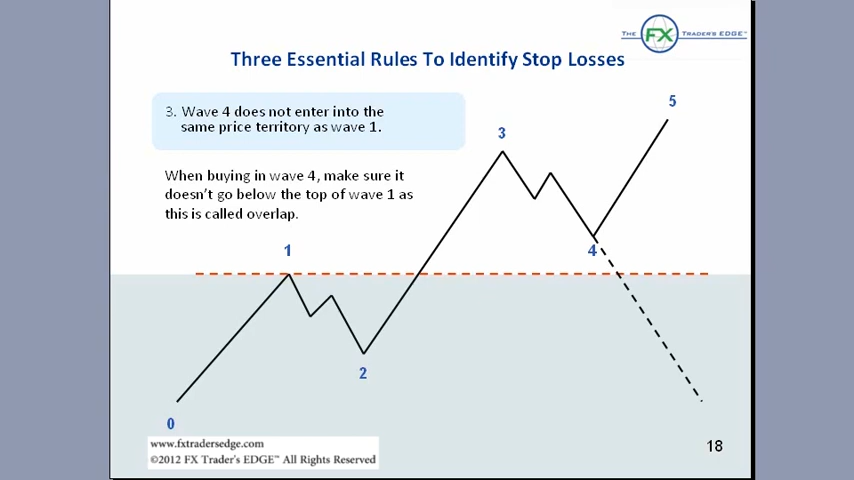 THE FX TRADER'S EDGE™
Three Essential Rules To Identify Stop Losses
3. Wave 4 does not enter into the
same price territory as wave 1.
When buying in wave 4, make sure it
doesn't go below the top of wave 1 as
this is called overlap.
5
3
1
4
2
0
www.fxtradersedge.com
©2012 FX Trader's EDGE™ All Rights Reserved
18